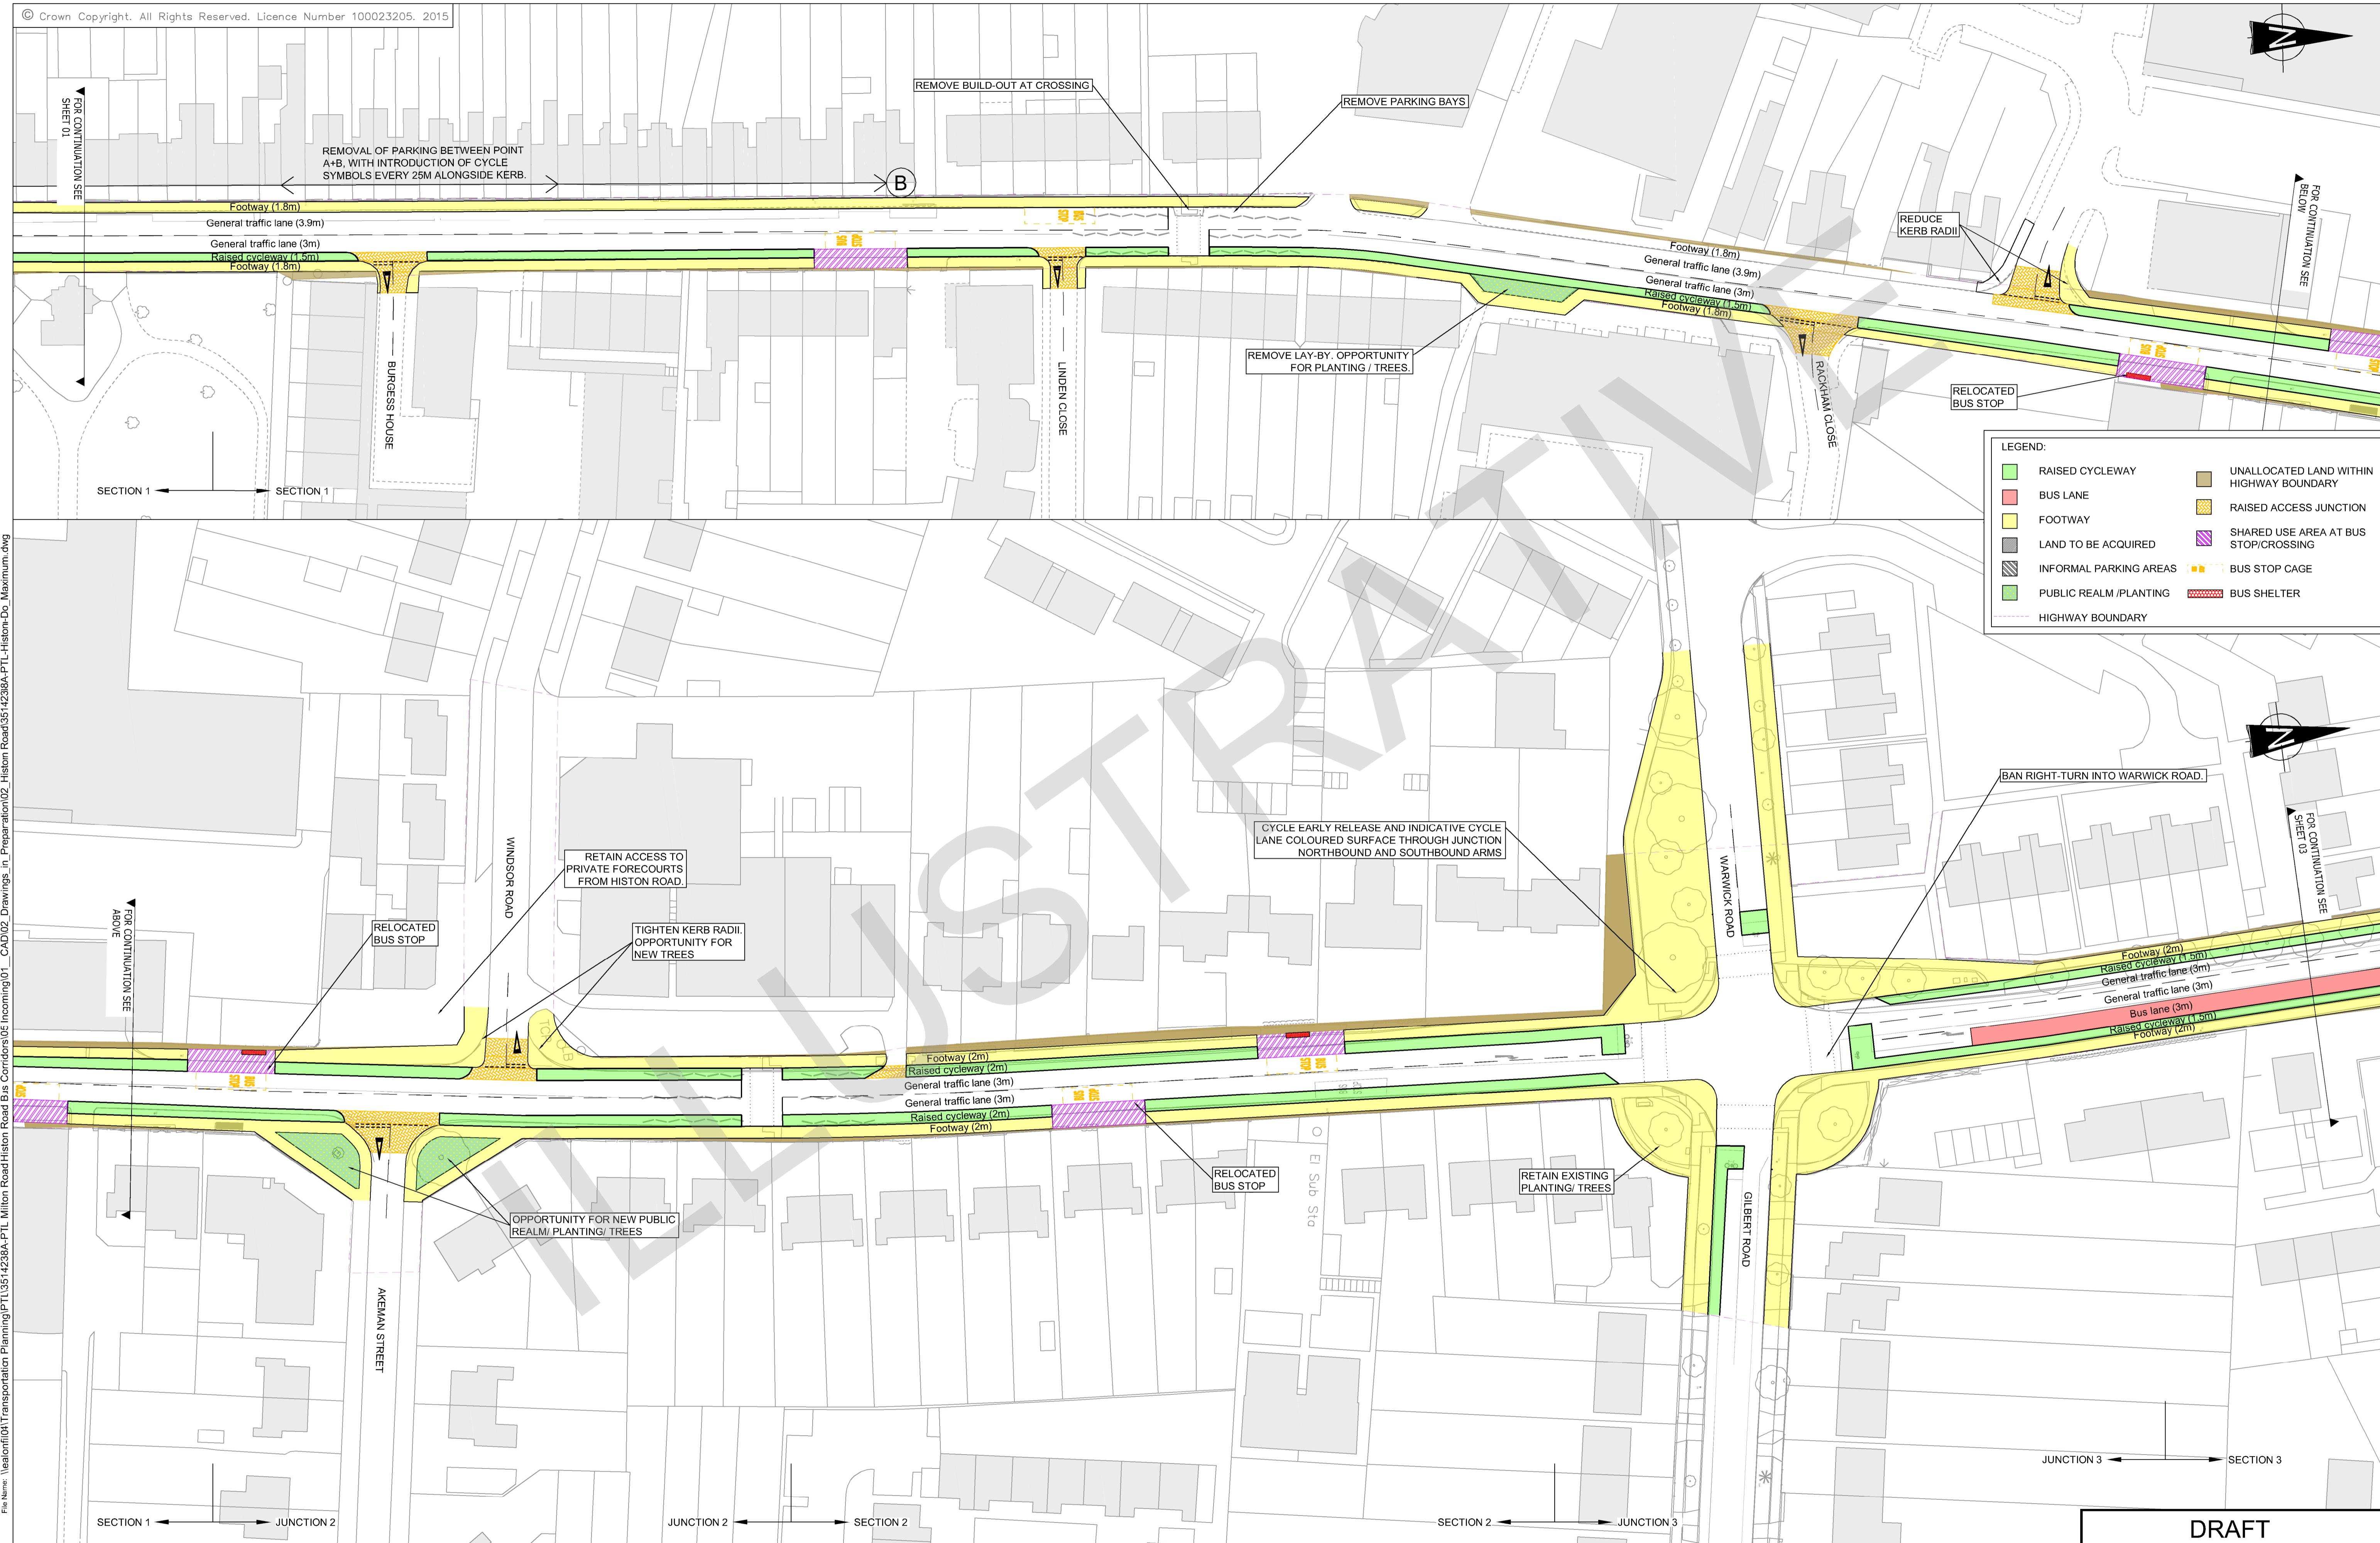 © Crown Copyright. All Rights Reserved. Licence Number 100023205. 2015
FOR CONTINUATION SEE
SHEET 01
REMOVAL OF PARKING BETWEEN POINT
A+B, WITH INTRODUCTION OF CYCLE
SYMBOLS EVERY 25M ALONGSIDE KERB.
B
REMOVE BUILD-OUT AT CROSSING
REMOVE PARKING BAYS
REDUCE
KERB RADII
FOR CONTINUATION SEE
BELOW
N
Footway (1.8m)
General traffic lane (3.9m)
General traffic lane (3m)
Raised cycleway (1.5m)
Footway (1.8m)
BUS STOP
BUS STOP
Footway (1.8m)
General traffic lane (3.9m)
General traffic lane (3m)
Raised cycleway (1.5m)
Footway (1.8m)
BUS STOP
STOP
BURGESS HOUSE
LINDEN CLOSE
RACKHAM CLOSE
REMOVE LAY-BY. OPPORTUNITY
FOR PLANTING / TREES.
RELOCATED
BUS STOP
SECTION 1
SECTION 1
LEGEND:
RAISED CYCLEWAY
BUS LANE
FOOTWAY
LAND TO BE ACQUIRED
INFORMAL PARKING AREAS
PUBLIC REALM /PLANTING
HIGHWAY BOUNDARY
UNALLOCATED LAND WITHIN
HIGHWAY BOUNDARY
RAISED ACCESS JUNCTION
SHARED USE AREA AT BUS
STOP/CROSSING
BUS STOP CAGE
BUS SHELTER
ILLUSTRATIVE
N
BAN RIGHT-TURN INTO WARWICK ROAD.
FOR CONTINUATION SEE
SHEET 03
CYCLE EARLY RELEASE AND INDICATIVE CYCLE
LANE COLOURED SURFACE THROUGH JUNCTION
NORTHBOUND AND SOUTHBOUND ARMS
WINDSOR ROAD
WARWICK ROAD
RETAIN ACCESS TO
PRIVATE FORECOURTS
FROM HISTON ROAD.
FOR CONTINUATION SEE
ABOVE
RELOCATED
BUS STOP
TIGHTEN KERB RADII.
OPPORTUNITY FOR
NEW TREES
Footway (2m)
Raised cycleway (1.5m)
General traffic lane (3m)
General traffic lane (3m)
Bus lane (3m)
Raised cycleway (1.5m)
Footway (2m)
BUS STOP
STOP
Footway (2m)
Raised cycleway (2m)
General traffic lane (3m)
General traffic lane (3m)
Raised cycleway (2m)
Footway (2m)
BUS STOP
BUS STOP
El Sub Sta
RELOCATED
BUS STOP
RETAIN EXISTING
PLANTING/ TREES
OPPORTUNITY FOR NEW PUBLIC
REALM/ PLANTING/ TREES
AKEMAN STREET
GILBERT ROAD
JUNCTION 3
SECTION 3
SECTION 1
JUNCTION 2
JUNCTION 2
SECTION 2
SECTION 2
JUNCTION 3
DRAFT